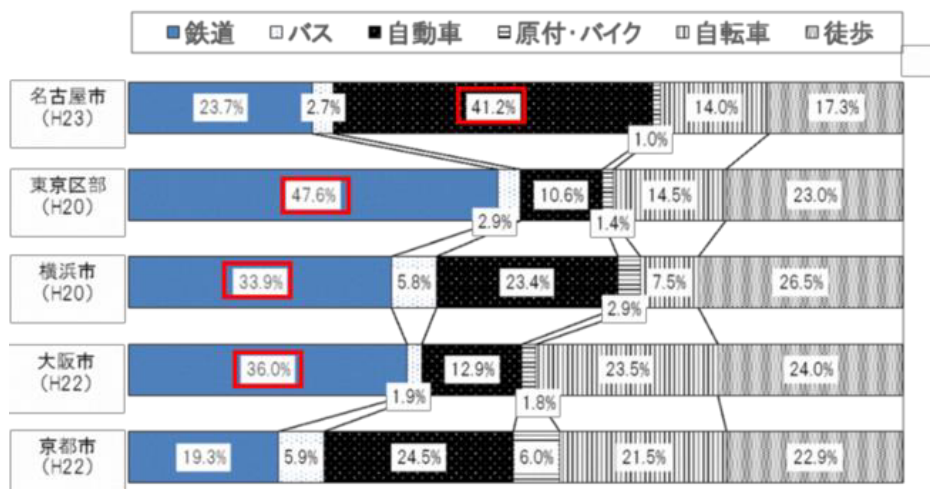 鉄道 バス 自動車 原付・バイク 自転車 徒歩
名古屋市
(H23)
23.7% 2.7% 41.2% 1.0% 14.0% 17.3%
東京区部
(H20)
47.6% 2.9% 10.6% 1.4% 14.5% 23.0%
横浜市
(H20)
33.9% 5.8% 23.4% 2.9% 7.5% 26.5%
大阪市
(H22)
36.0% 1.9% 12.9% 1.8% 23.5% 24.0%
京都市
(H22)
19.3% 5.9% 24.5% 6.0% 21.5% 22.9%